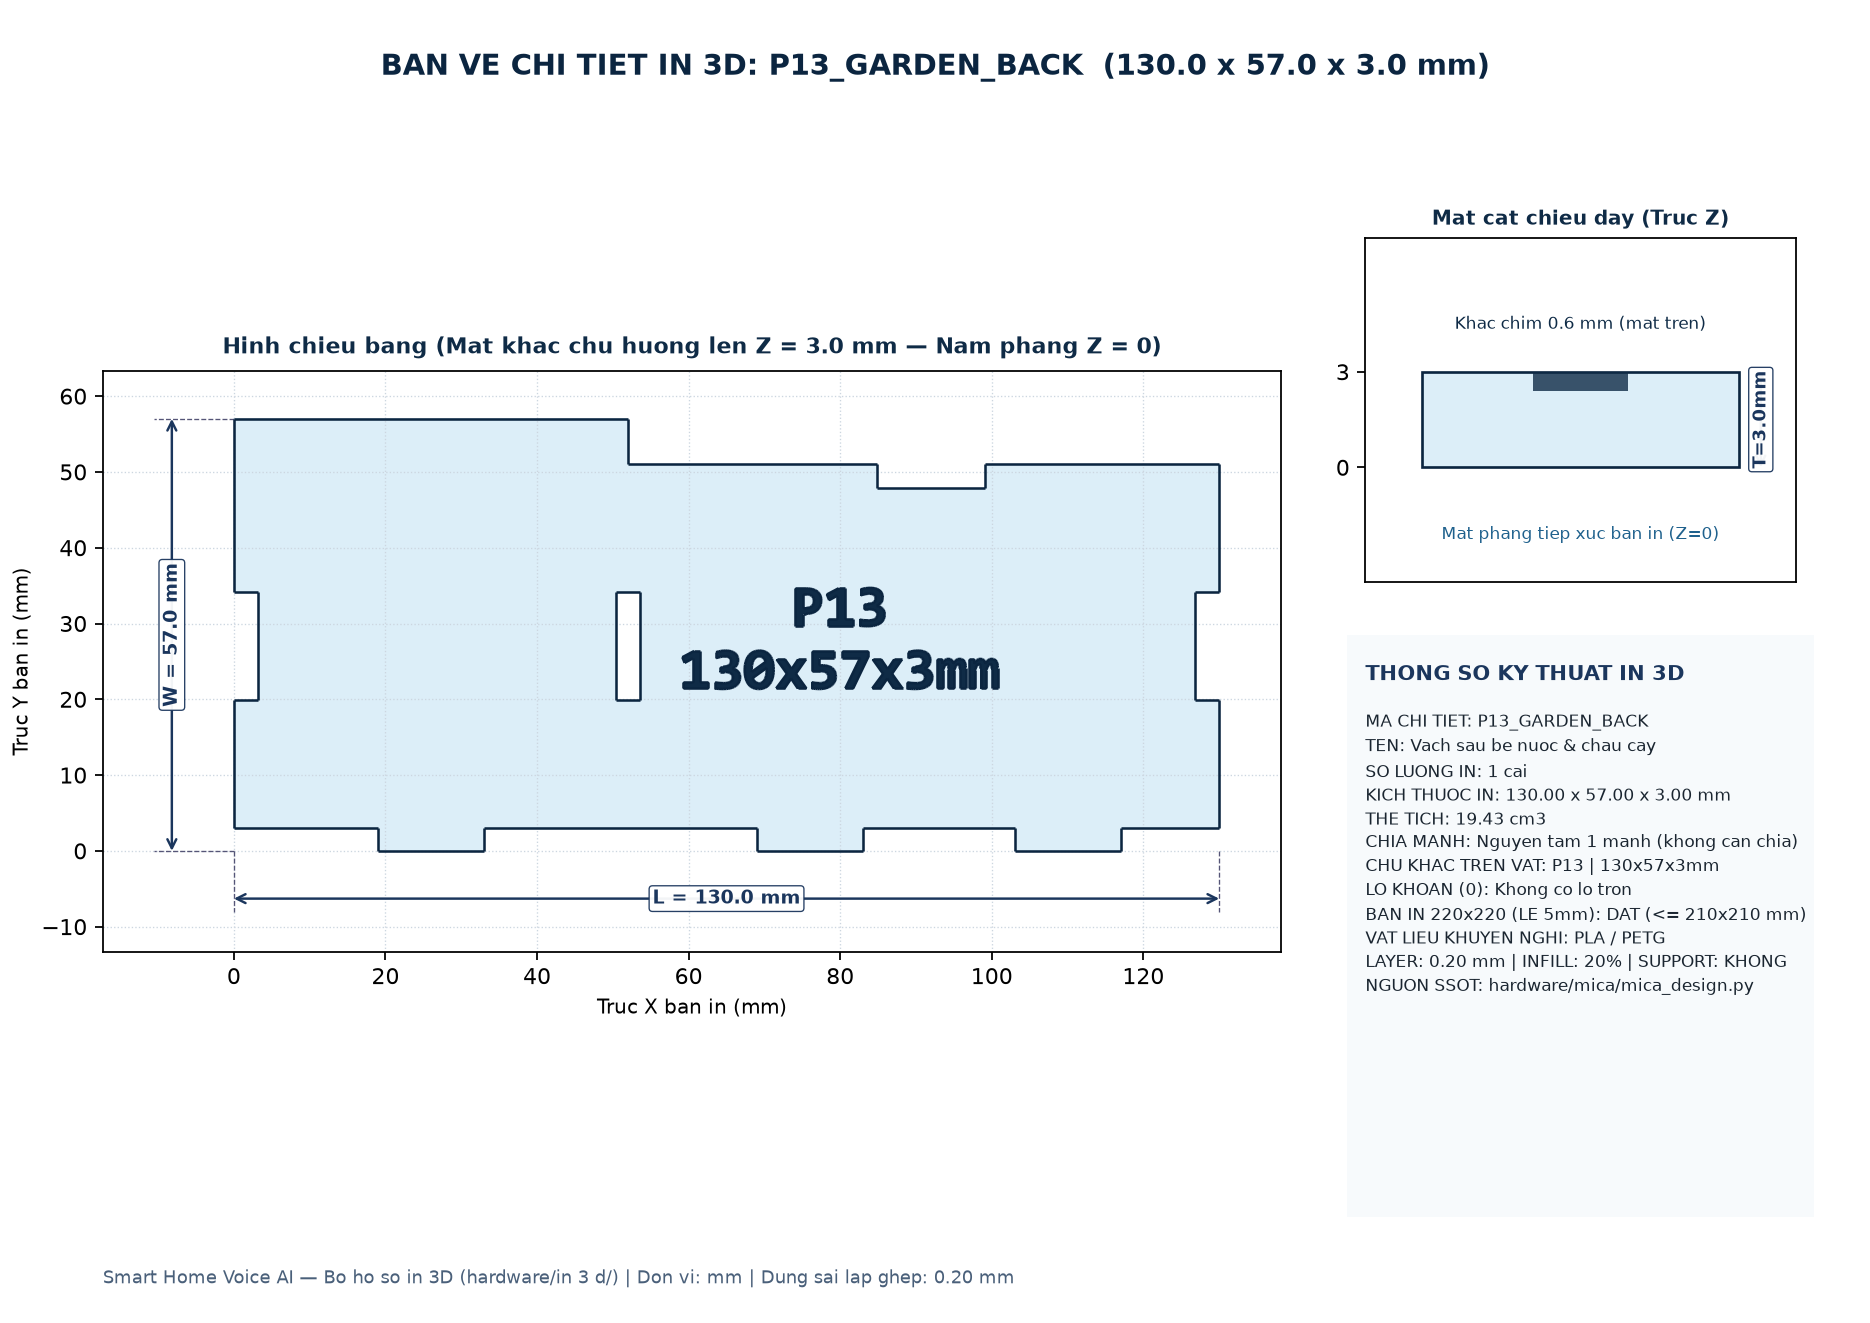 BAN VE CHI TIET IN 3D: P13_GARDEN_BACK (130.0 x 57.0 x 3.0 mm)
Hinh chieu bang (Mat khac chu huong len Z = 3.0 mm — Nam phang Z = 0)
60
50
40
30
20
10
0
−10
Truc Y ban in (mm)
W = 57.0 mm
P13
130x57x3mm
L = 130.0 mm
0
20
40
60
80
100
120
Truc X ban in (mm)
Mat cat chieu day (Truc Z)
Khac chim 0.6 mm (mat tren)
3
0
T=3.0mm
Mat phang tiep xuc ban in (Z=0)
THONG SO KY THUAT IN 3D
MA CHI TIET: P13_GARDEN_BACK
TEN: Vach sau be nuoc & chau cay
SO LUONG IN: 1 cai
KICH THUOC IN: 130.00 x 57.00 x 3.00 mm
THE TICH: 19.43 cm3
CHIA MANH: Nguyen tam 1 manh (khong can chia)
CHU KHAC TREN VAT: P13 | 130x57x3mm
LO KHOAN (0): Khong co lo tron
BAN IN 220x220 (LE 5mm): DAT (<= 210x210 mm)
VAT LIEU KHUYEN NGHI: PLA / PETG
LAYER: 0.20 mm | INFILL: 20% | SUPPORT: KHONG
NGUON SSOT: hardware/mica/mica_design.py
Smart Home Voice AI — Bo ho so in 3D (hardware/in 3 d/) | Don vi: mm | Dung sai lap ghep: 0.20 mm